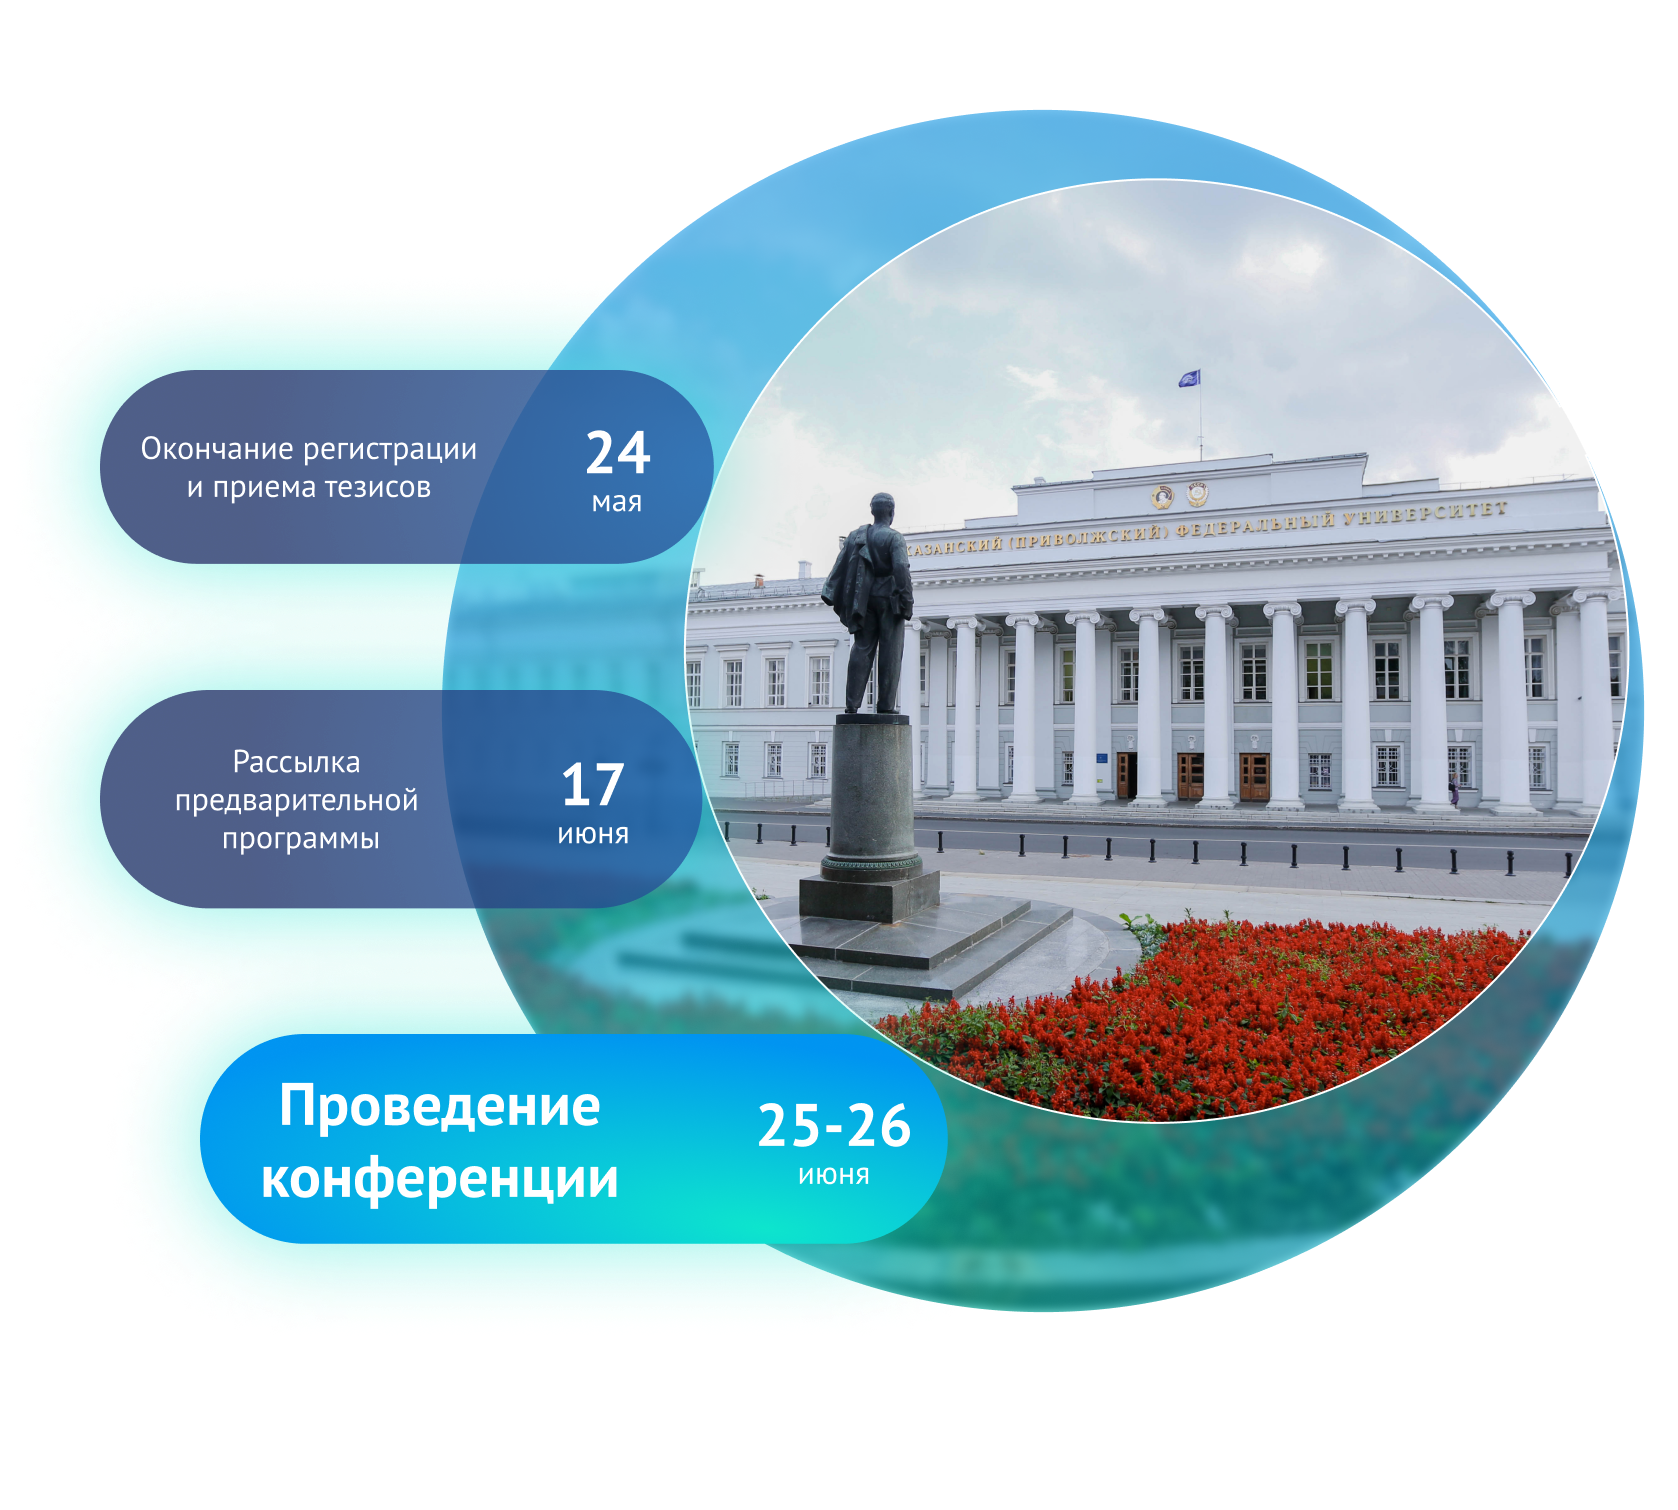 Окончание регистрации
и приема тезисов
24
мая
КАЗАНСКИЙ (ПРИВОЛЖСКИЙ) ФЕДЕРАЛЬНЫЙ УНИВЕРСИТЕТ
Рассылка
предварительной
программы
17
июня
Проведение
конференции
25-26
июня